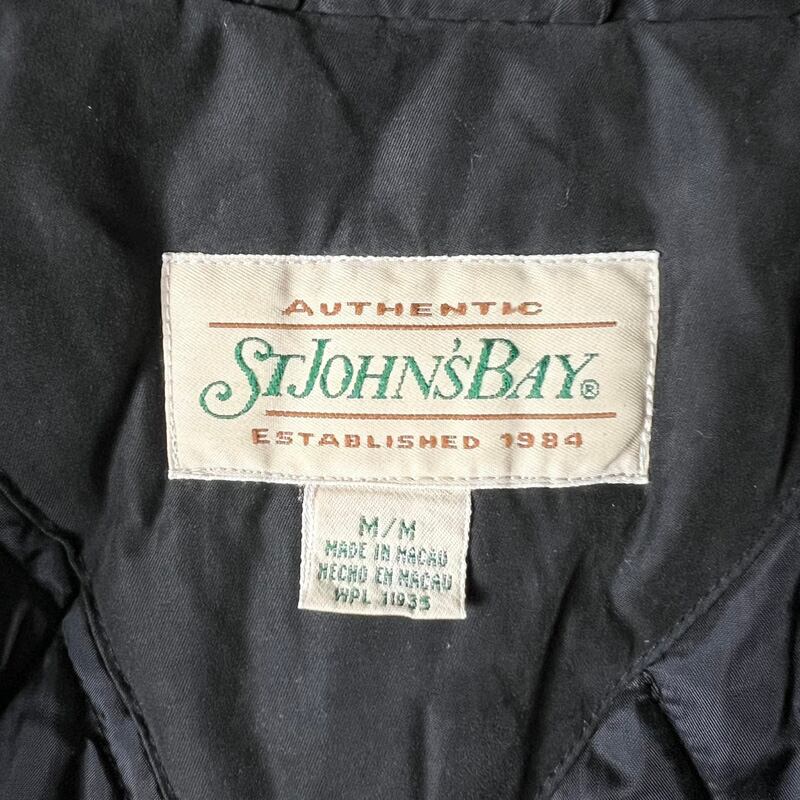 AUTHENTIC
ST JOHN'S BAY®
ESTABLISHED 1984
M/M
MADE IN MACAU
HECHO EN MACAU
WPL 11935